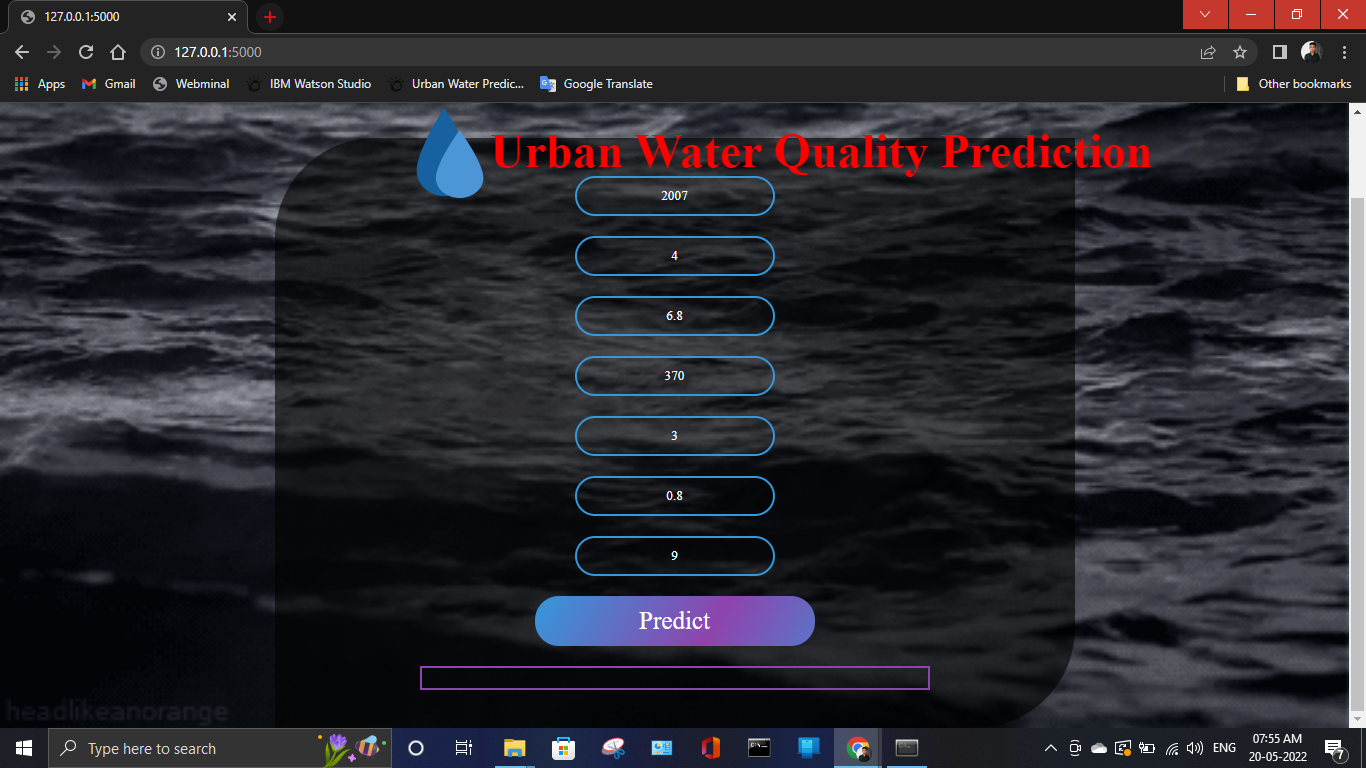 127.0.0.1:5000
127.0.0.1:5000
Apps Gmail Webminal IBM Watson Studio Urban Water Predic... Google Translate Other bookmarks
Urban Water Quality Prediction
2007
4
6.8
370
3
0.8
9
Predict
headlikeanorange
Type here to search
ENG
07:55 AM
20-05-2022
7